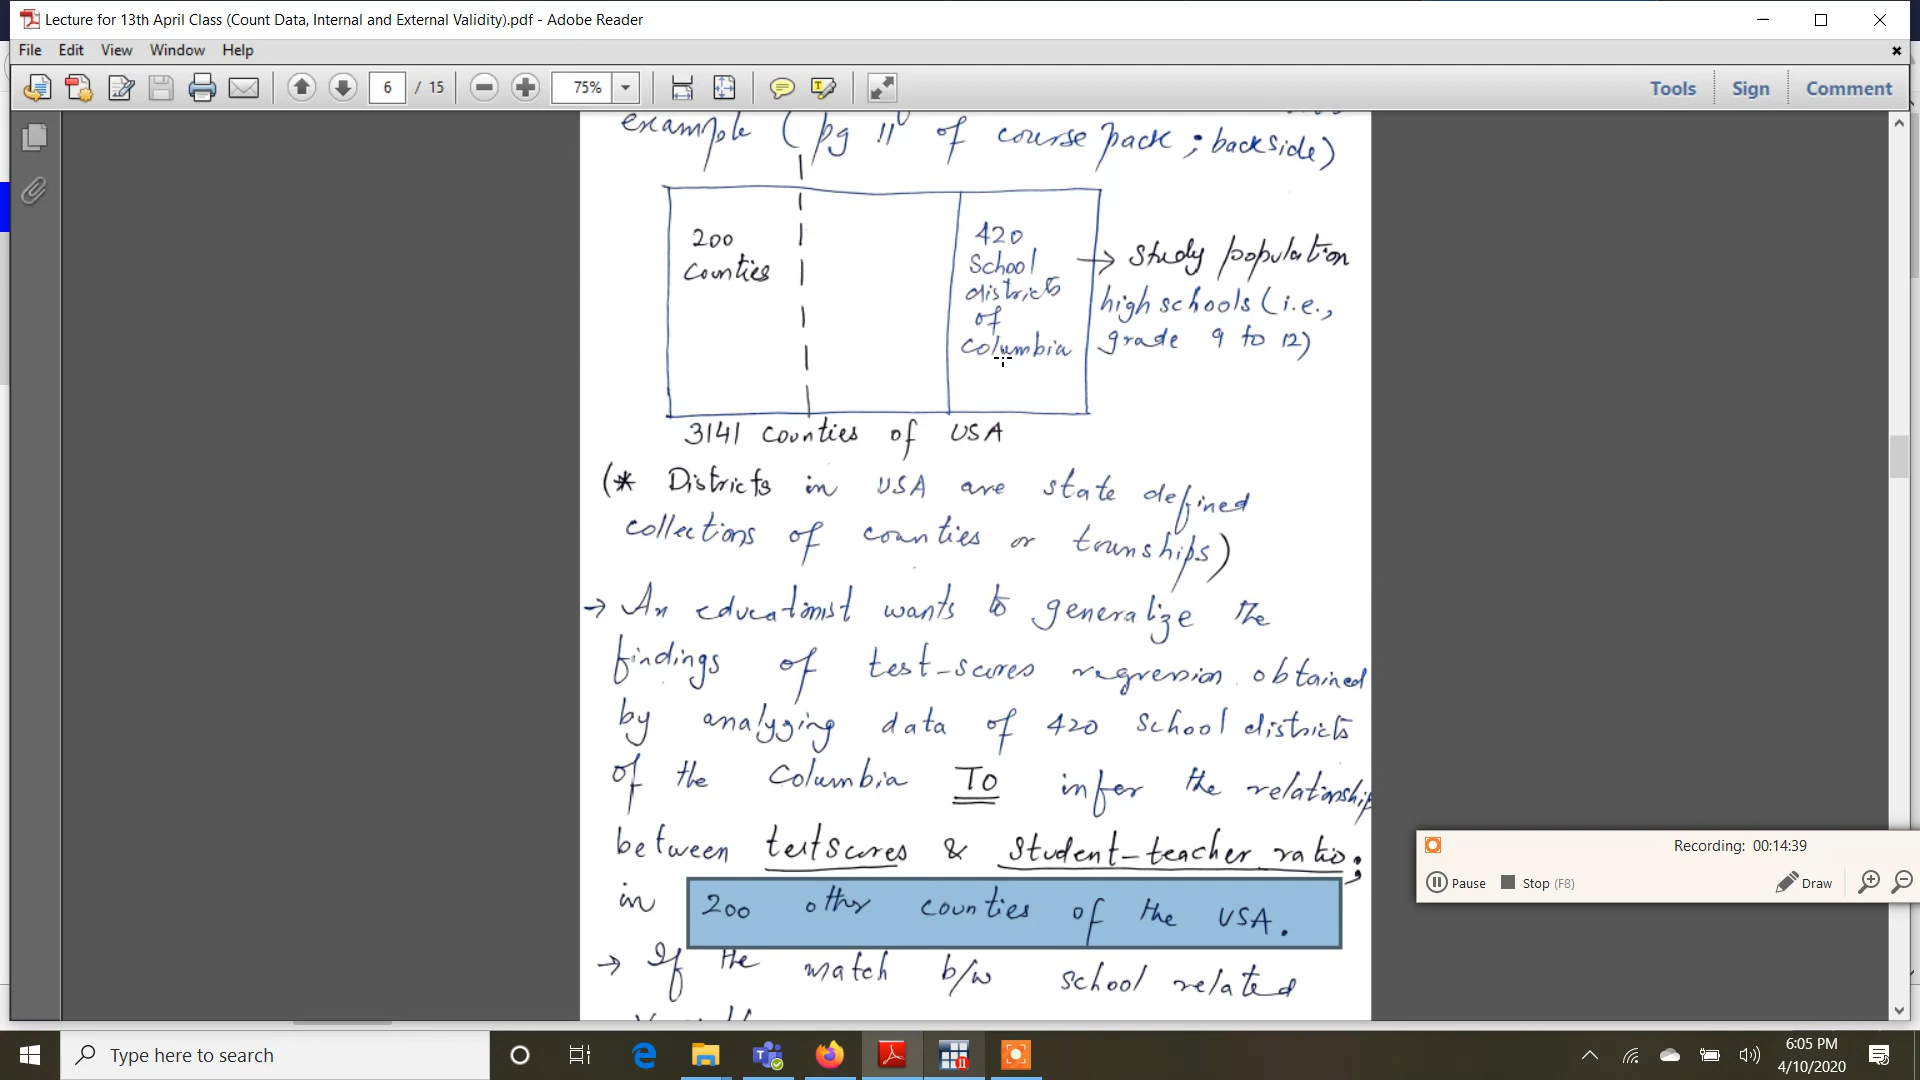 Lecture for 13th April Class (Count Data, Internal and External Validity).pdf - Adobe Reader
File Edit View Window Help
6 / 15 75% Tools Sign Comment
example (pg 11 of course pack; backside)
200
counties
420
School
districts
of
Columbia
→ study population
high schools (i.e.,
grade 9 to 12)
3141 counties of USA
(* Districts in USA are state defined
collections of counties or townships)
→ An educationist wants to generalize the
findings of test-scores regression obtained
by analyzing data of 420 school districts
of the Columbia TO infer the relationship
between testscores & student-teacher ratio;
in 200 other counties of the USA.
→ If the match b/w school related
Recording: 00:14:39
Pause Stop (F8) Draw
Type here to search
6:05 PM
4/10/2020